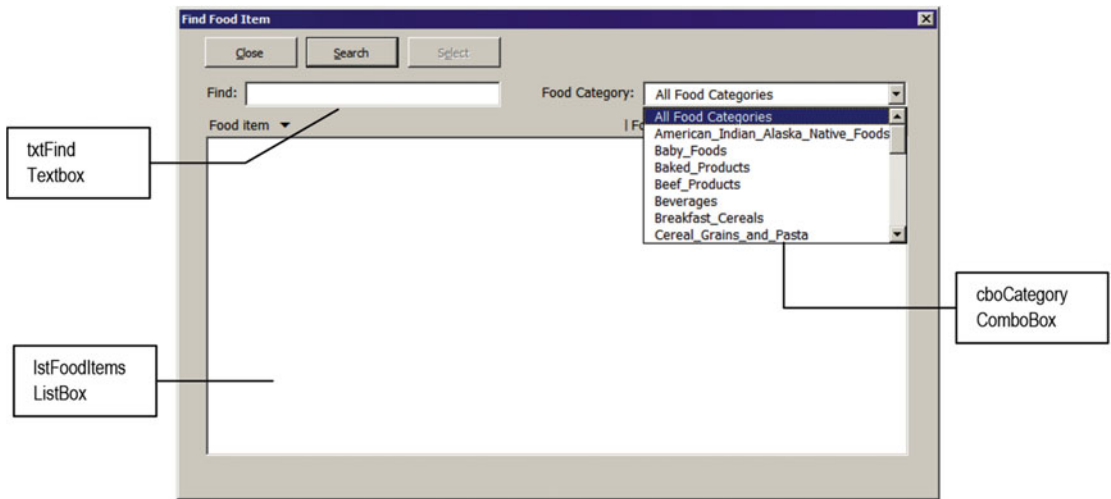 Find Food Item
Close
Search
Select
Find:
Food Category:
All Food Categories
Food item
| Fo
All Food Categories
American_Indian_Alaska_Native_Foods
Baby_Foods
Baked_Products
Beef_Products
Beverages
Breakfast_Cereals
Cereal_Grains_and_Pasta
txtFind
Textbox
cboCategory
ComboBox
lstFoodItems
ListBox